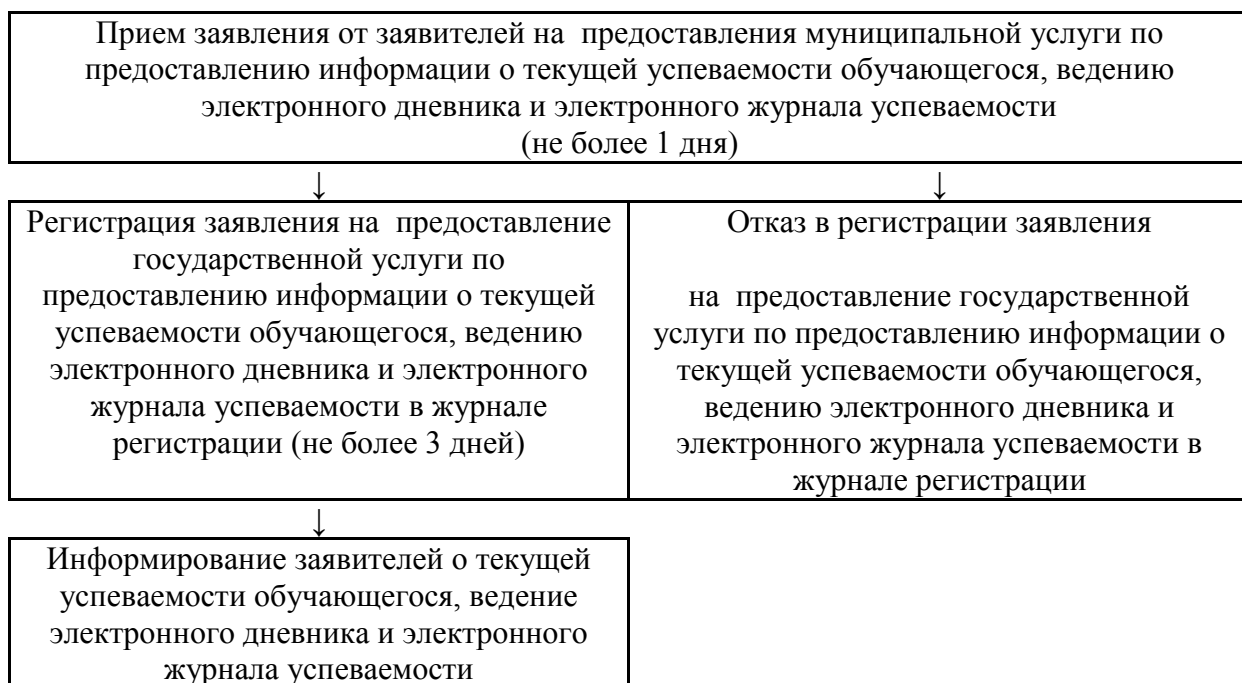 Прием заявления от заявителей на  предоставления муниципальной услуги по
предоставлению информации о текущей успеваемости обучающегося, ведению
электронного дневника и электронного журнала успеваемости
(не более 1 дня)
↓ ↓
Регистрация заявления на  предоставление
государственной услуги по
предоставлению информации о текущей
успеваемости обучающегося, ведению
электронного дневника и электронного
журнала успеваемости в журнале
регистрации (не более 3 дней)
Отказ в регистрации заявления
на  предоставление государственной
услуги по предоставлению информации о
текущей успеваемости обучающегося,
ведению электронного дневника и
электронного журнала успеваемости в
журнале регистрации
↓
Информирование заявителей о текущей
успеваемости обучающегося, ведение
электронного дневника и электронного
журнала успеваемости